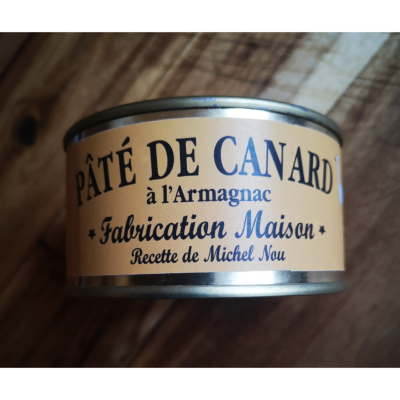 PÂTÉ DE CANARD
à l'Armagnac
* Fabrication Maison *
Recette de Michel Nou